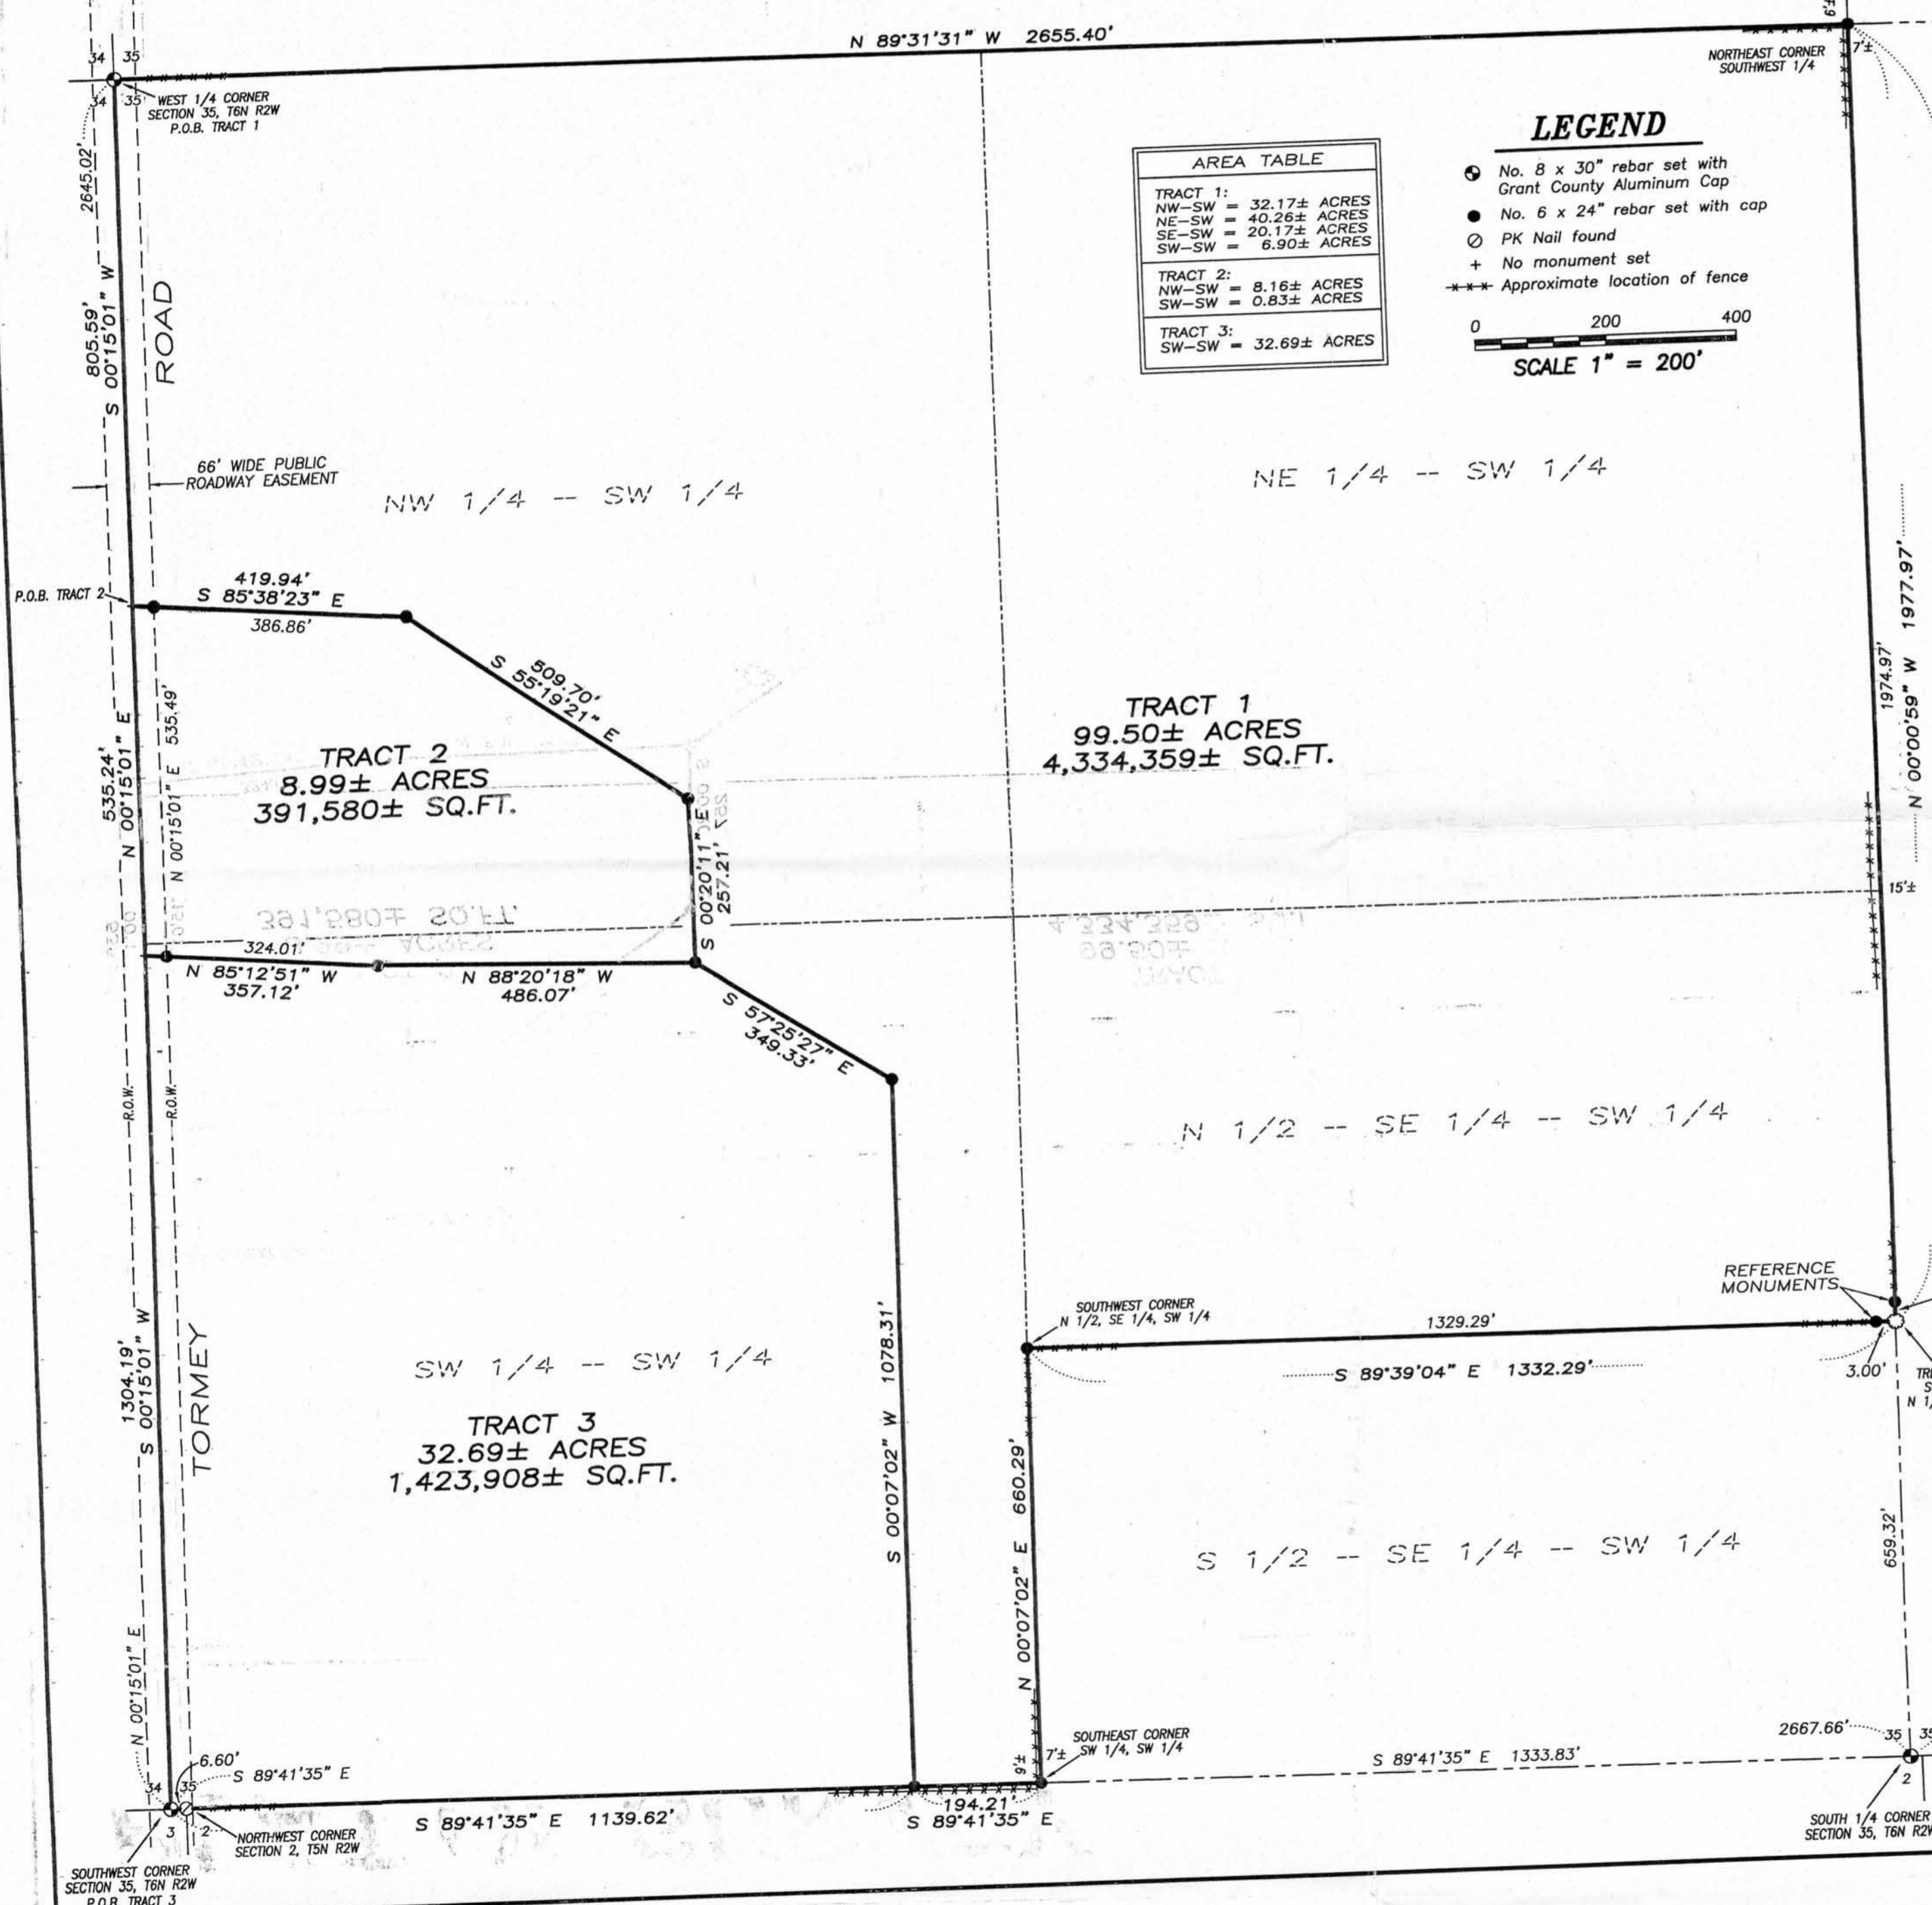 N 89°31'31" W 2655.40'
34 35
34 35
WEST 1/4 CORNER
SECTION 35, T6N R2W
P.O.B. TRACT 1
NORTHEAST CORNER
SOUTHWEST 1/4
7'±
LEGEND
No. 8 x 30" rebar set with
Grant County Aluminum Cap
No. 6 x 24" rebar set with cap
PK Nail found
+ No monument set
Approximate location of fence
0 200 400
SCALE 1" = 200'
AREA TABLE
TRACT 1:
NW-SW = 32.17± ACRES
NE-SW = 40.26± ACRES
SE-SW = 20.17± ACRES
SW-SW = 6.90± ACRES
TRACT 2:
NW-SW = 8.16± ACRES
SW-SW = 0.83± ACRES
TRACT 3:
SW-SW = 32.69± ACRES
2645.02'
805.59'
S 00°15'01" W
ROAD
66' WIDE PUBLIC
ROADWAY EASEMENT
NW 1/4 -- SW 1/4
NE 1/4 -- SW 1/4
P.O.B. TRACT 2
419.94'
S 85°38'23" E
386.86'
509.70'
S 55°19'21" E
535.24'
N 00°15'01" E
N 00°15'01" E 535.49'
TRACT 2
8.99± ACRES
391,580± SQ.FT.
S 00°20'11" E
257.21'
TRACT 1
99.50± ACRES
4,334,359± SQ.FT.
1974.97'
N 00°00'59" W 1977.97'
15'±
324.01'
N 85°12'51" W
357.12'
N 88°20'18" W
486.07'
S 57°25'27" E
349.33'
R.O.W.
R.O.W.
N 1/2 -- SE 1/4 -- SW 1/4
REFERENCE
MONUMENTS
SOUTHWEST CORNER
N 1/2, SE 1/4, SW 1/4
1329.29'
S 89°39'04" E 1332.29'
3.00'
1304.19'
S 00°15'01" W
TORMEY
SW 1/4 -- SW 1/4
TRACT 3
32.69± ACRES
1,423,908± SQ.FT.
S 00°07'02" W 1078.31'
N 00°07'02" E 660.29'
S 1/2 -- SE 1/4 -- SW 1/4
659.32'
N 00°15'01" E
6.60'
S 89°41'35" E
34 35
3 2
NORTHWEST CORNER
SECTION 2, T5N R2W
SOUTHWEST CORNER
SECTION 35, T6N R2W
P.O.B. TRACT 3
S 89°41'35" E 1139.62'
194.21'
S 89°41'35" E
9'±
7'±
SOUTHEAST CORNER
SW 1/4, SW 1/4
S 89°41'35" E 1333.83'
2667.66'
35
2
SOUTH 1/4 CORNER
SECTION 35, T6N R2W